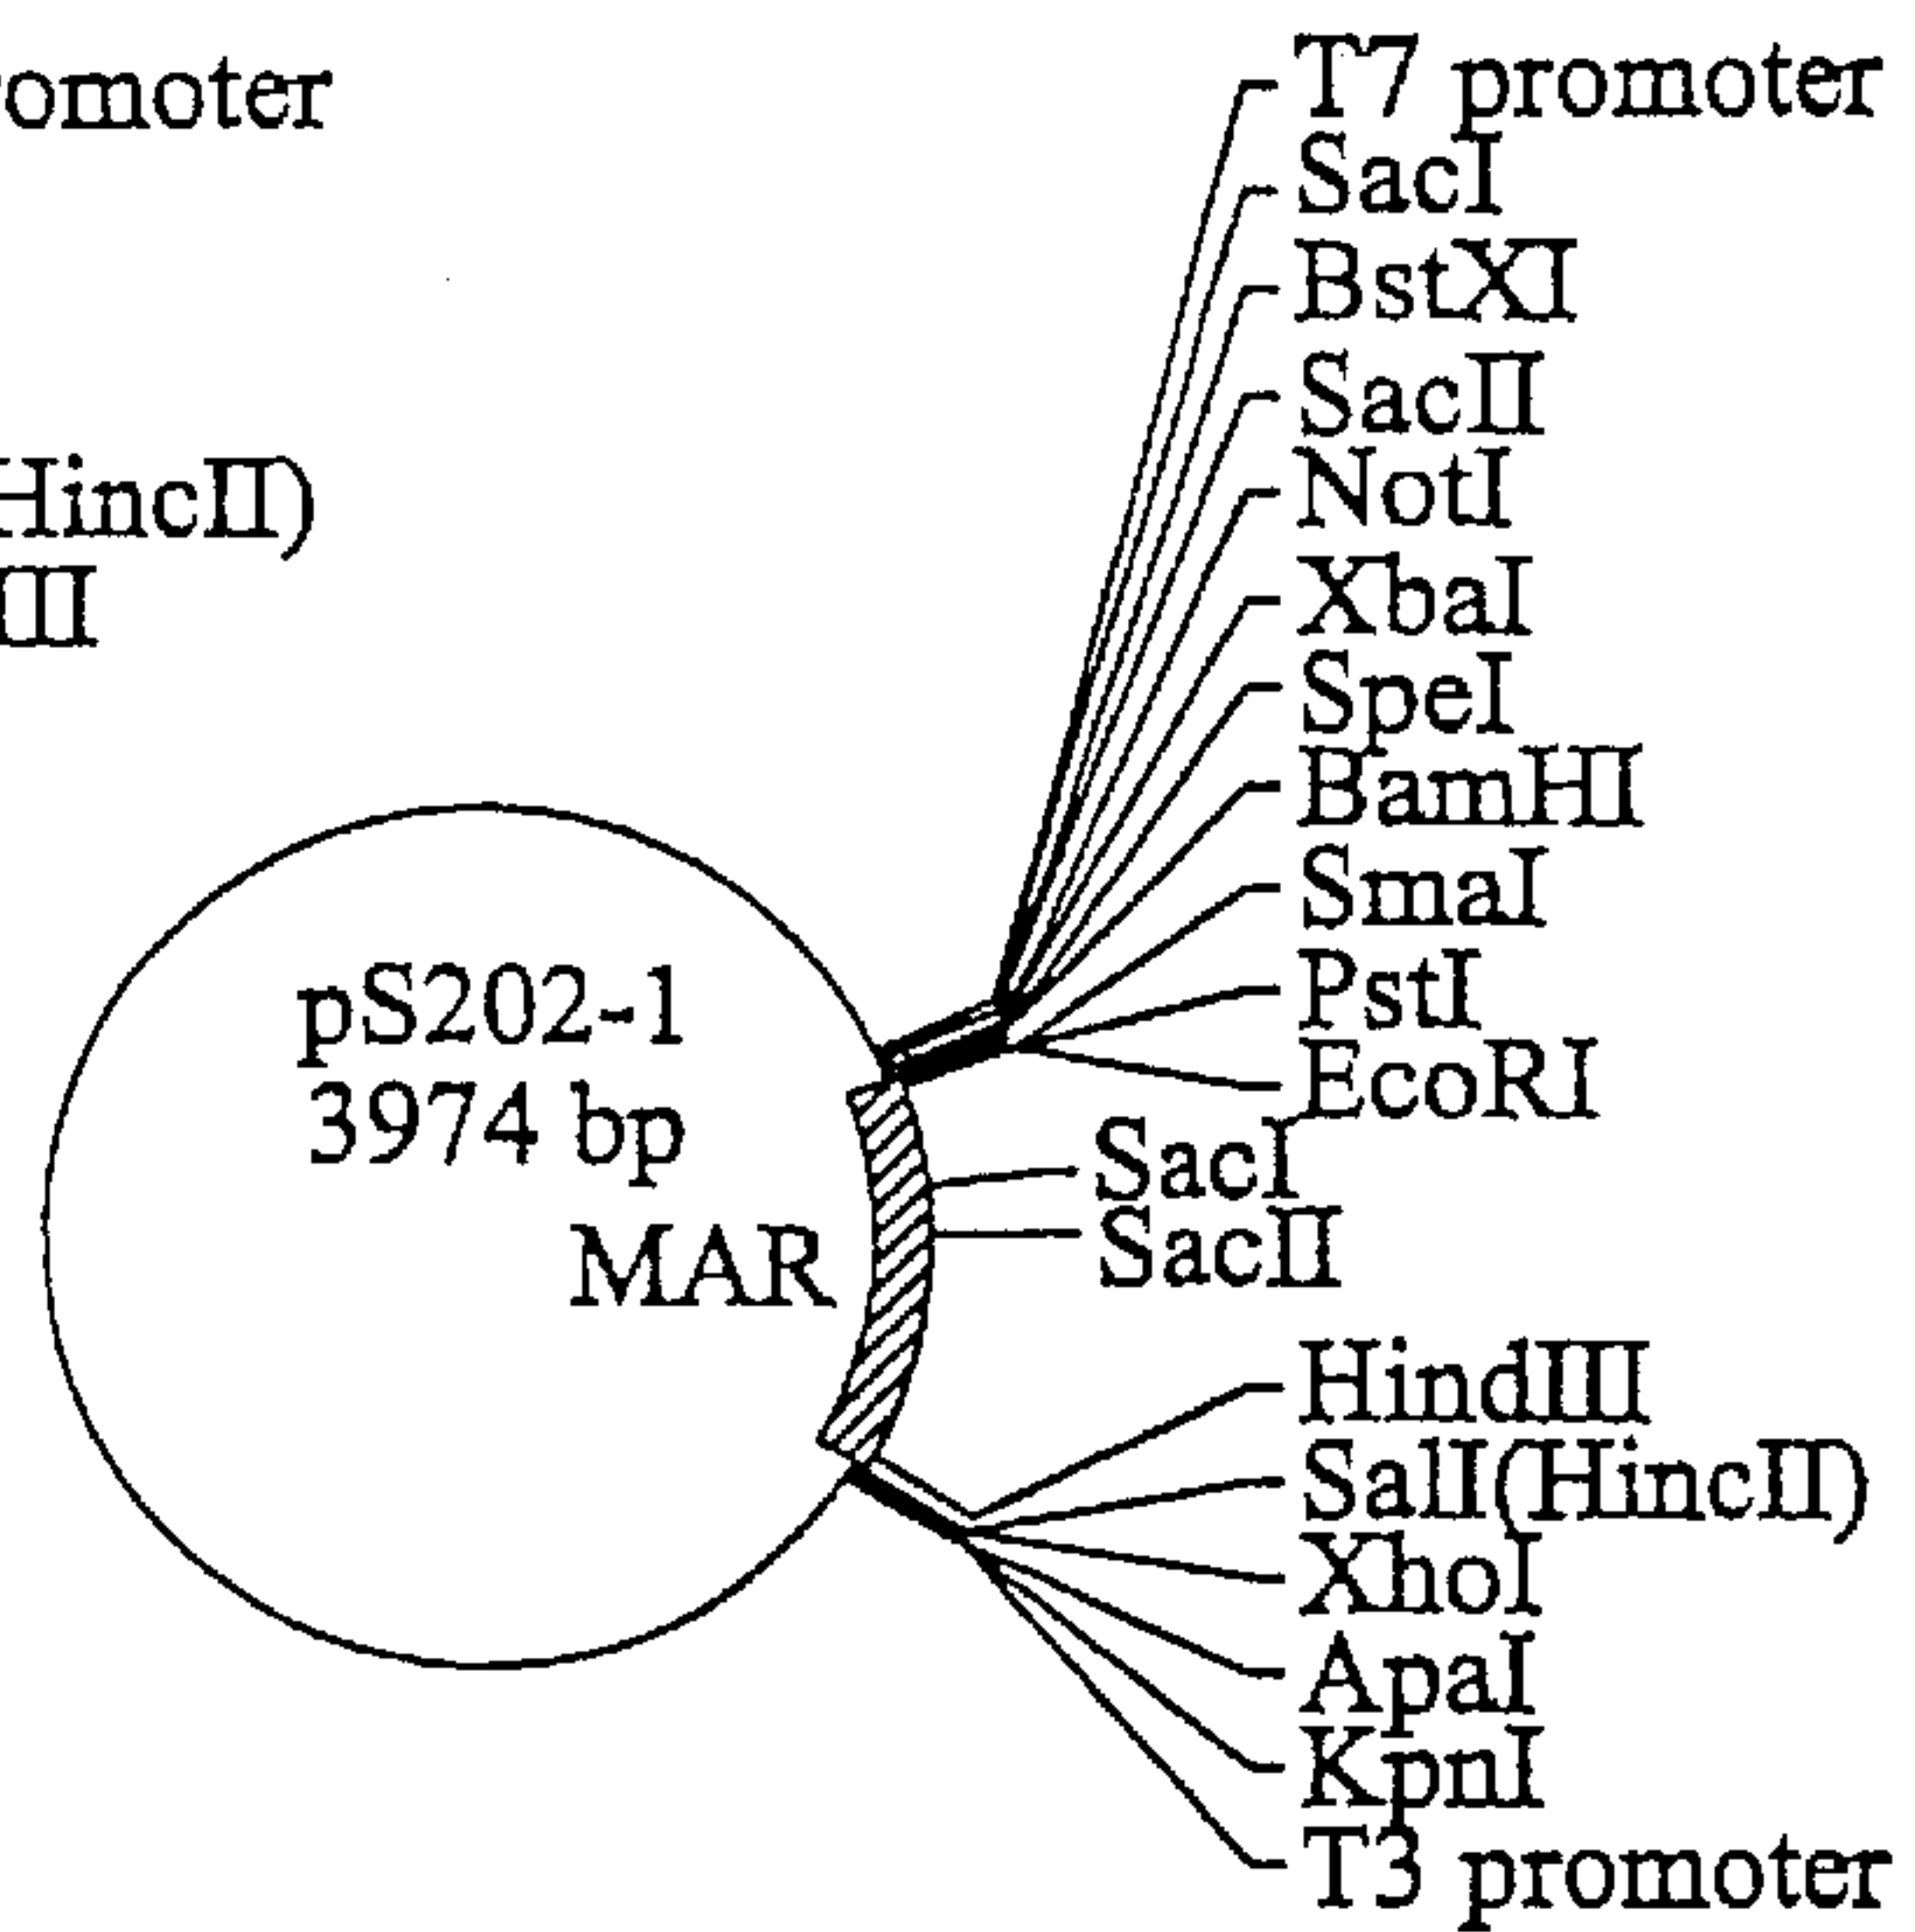 T7 promoter
SacI
BstXI
SacII
NotI
XbaI
SpeI
BamHI
SmaI
PstI
EcoRI
SacI
SacII
HindIII
SalI(HincII)
XhoI
ApaI
KpnI
T3 promoter
pS202-1
3974 bp
MAR
omoter
HincII)
III